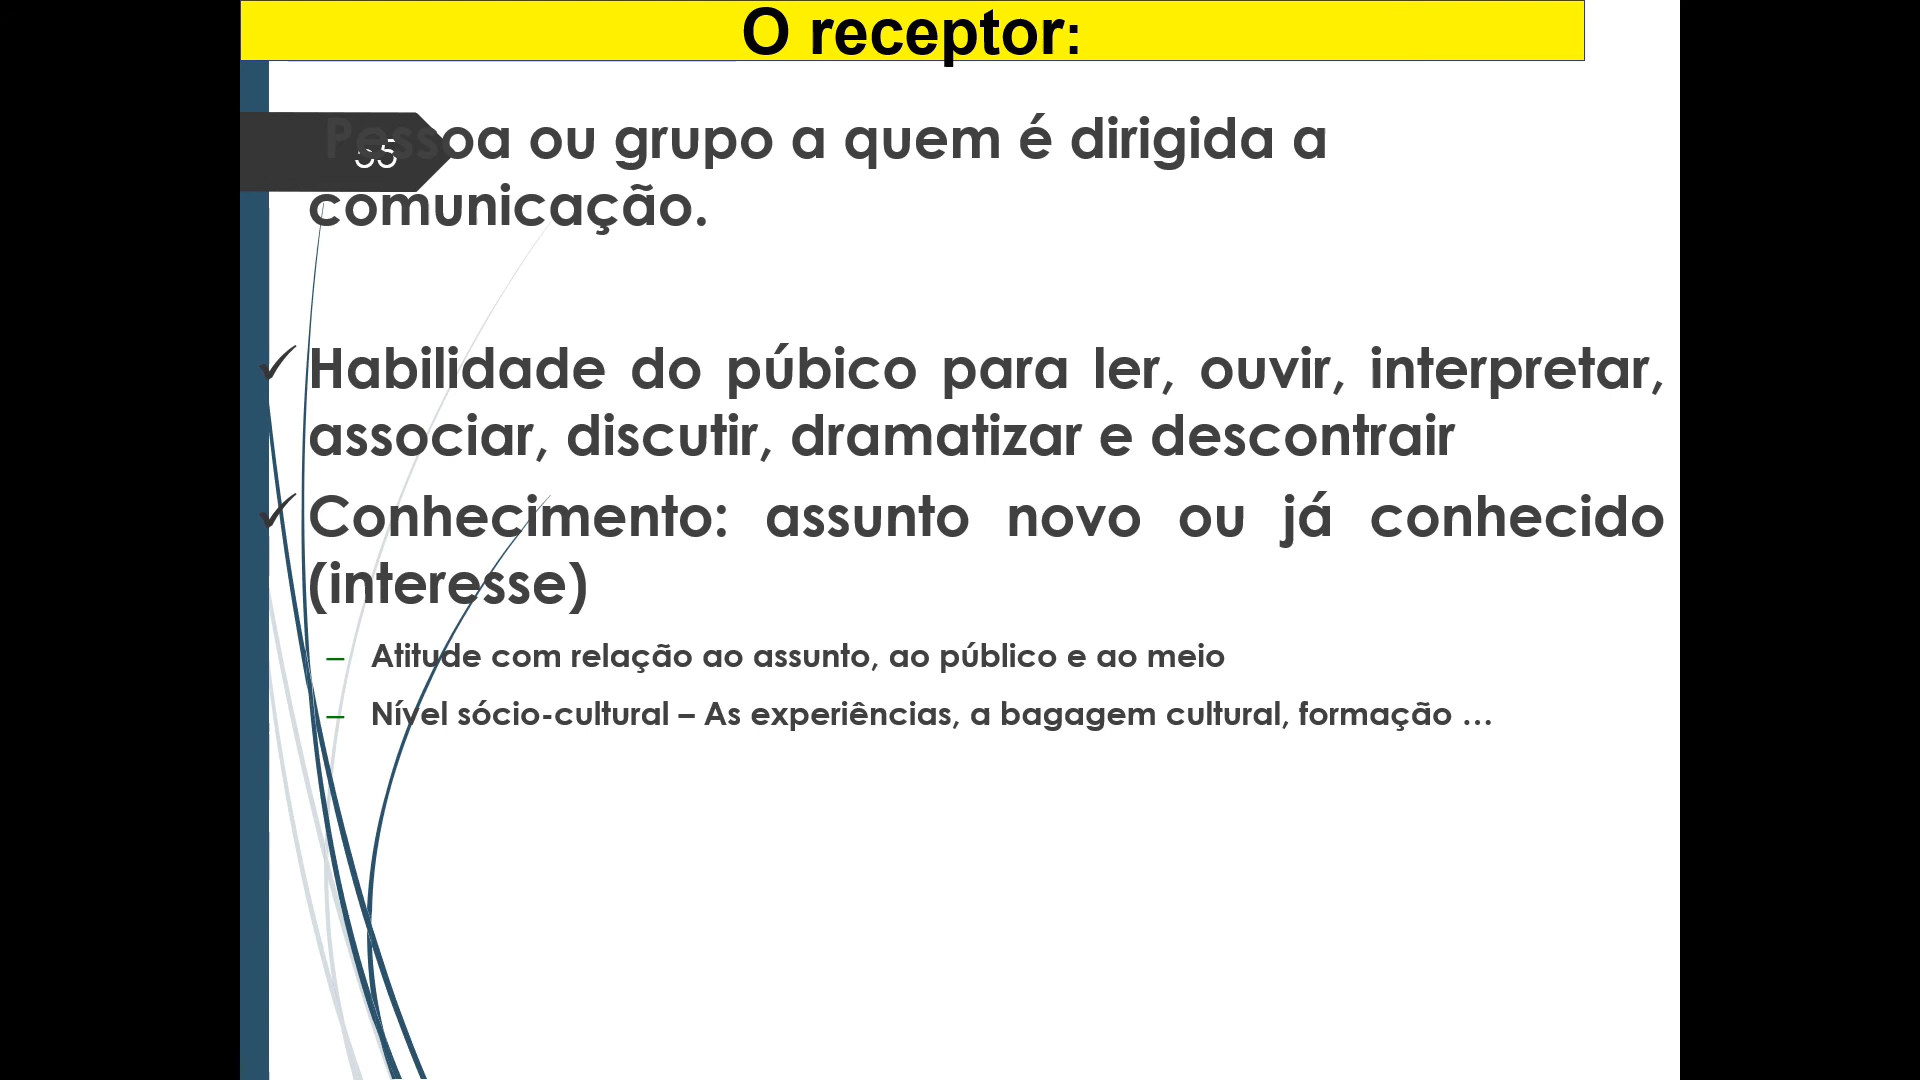 O receptor:
Pessoa ou grupo a quem é dirigida a
comunicação.
✓ Habilidade do púbico para ler, ouvir, interpretar,
associar, discutir, dramatizar e descontrair
✓ Conhecimento: assunto novo ou já conhecido
(interesse)
– Atitude com relação ao assunto, ao público e ao meio
– Nível sócio-cultural – As experiências, a bagagem cultural, formação …